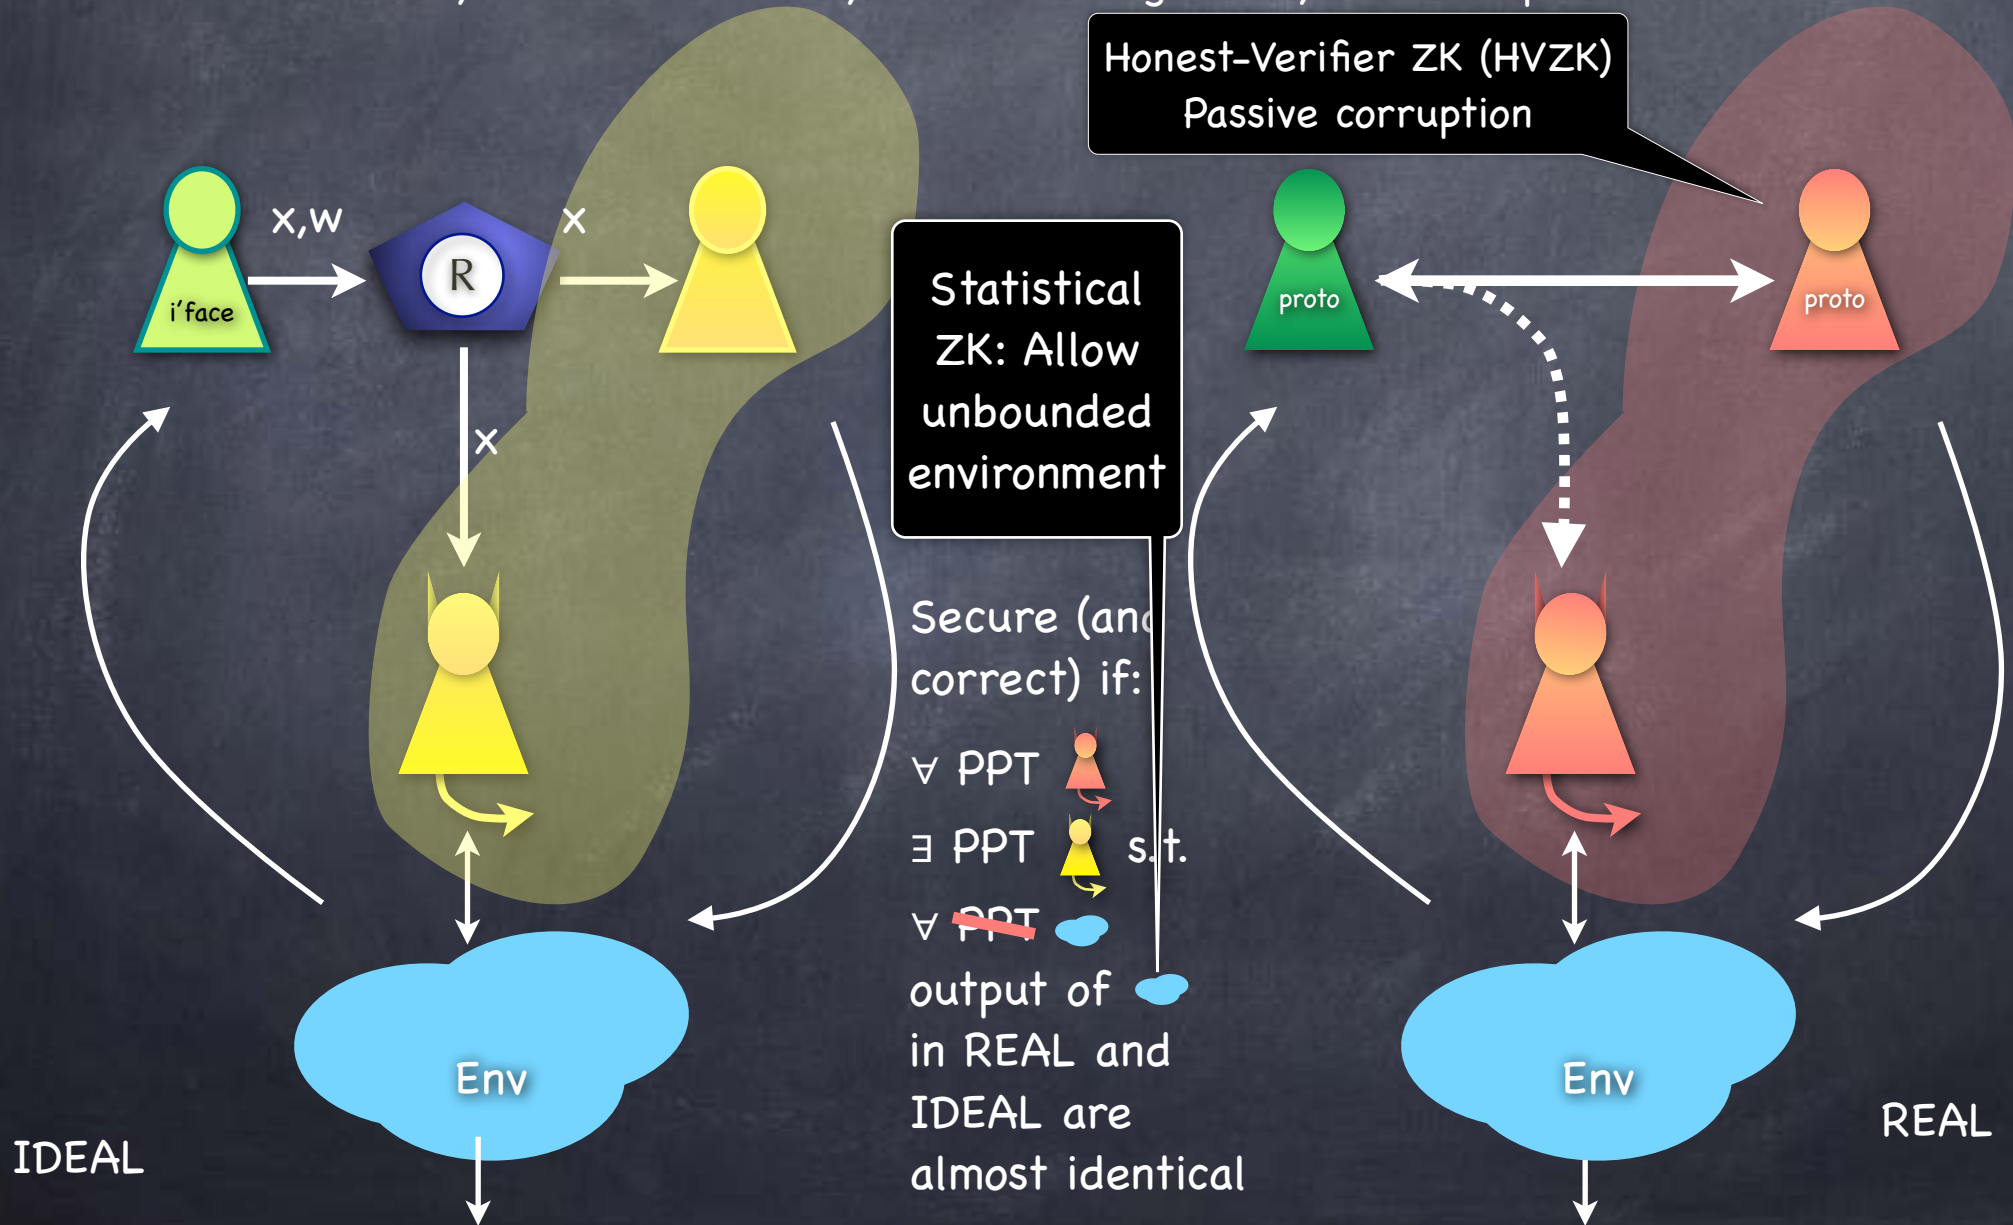 Honest-Verifier ZK (HVZK)
Passive corruption
x,w
R
x
i'face
x
Statistical
ZK: Allow
unbounded
environment
proto
proto
Secure (and
correct) if:
∀ PPT
∃ PPT s.t.
∀ PPT
output of
in REAL and
IDEAL are
almost identical
Env
IDEAL
Env
REAL